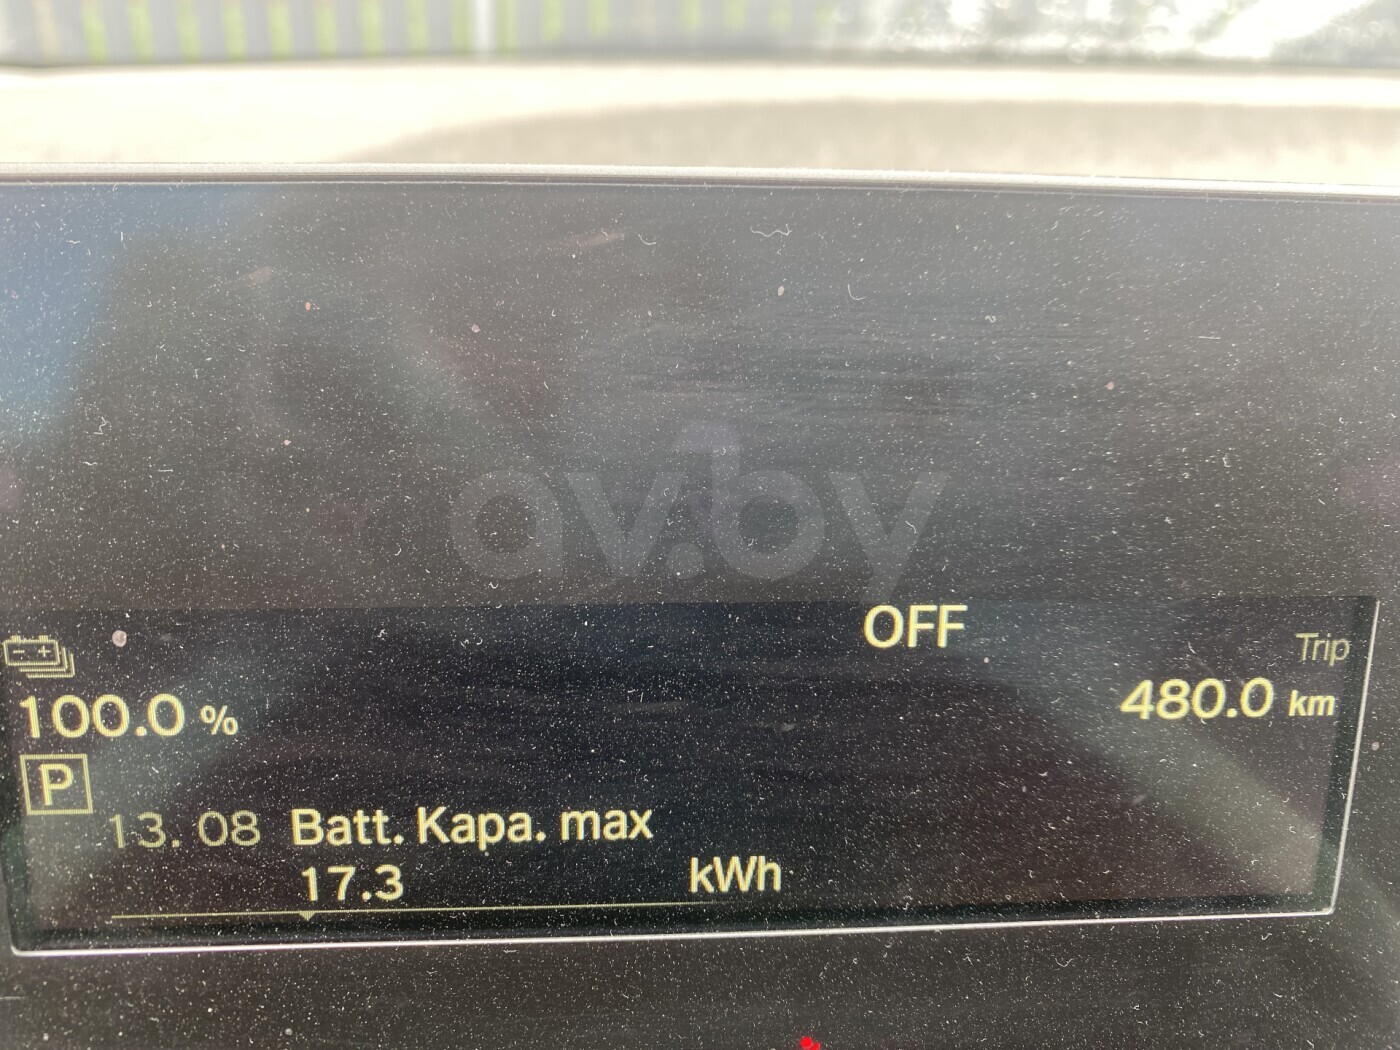 av.by
OFF
Trip
100.0 %
480.0 km
P
13.08 Batt. Kapa. max
17.3 kWh